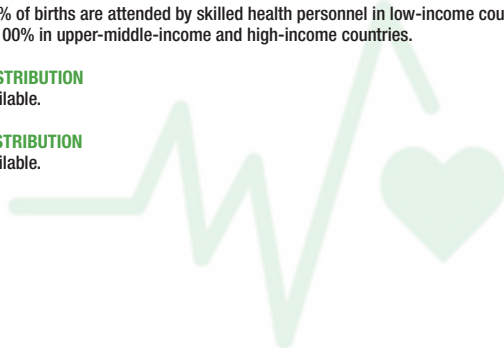 % of births are attended by skilled health personnel in low-income cou
00% in upper-middle-income and high-income countries.
STRIBUTION
ilable.
STRIBUTION
ilable.